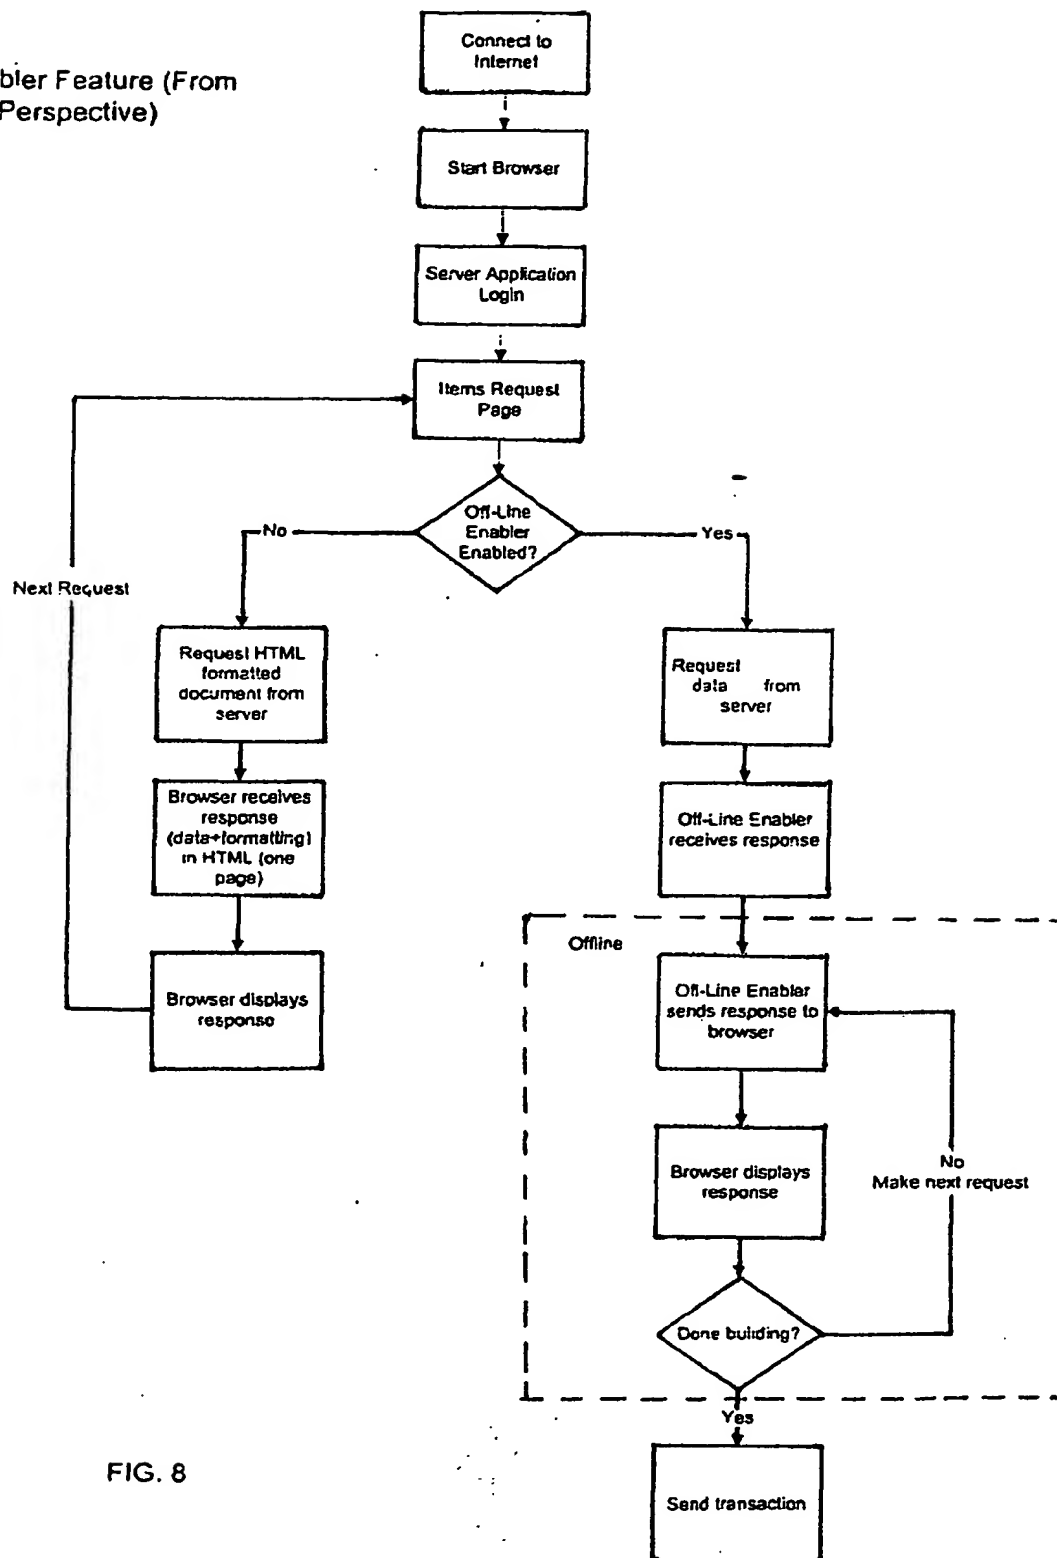 bler Feature (From
Perspective)
Connect to
Internet
Start Browser
Server Application
Login
Items Request
Page
Off-Line
Enabler
Enabled?
No
Yes
Next Request
Request HTML
formatted
document from
server
Request
data from
server
Browser receives
response
(data+formatting)
in HTML (one
page)
Off-Line Enabler
receives response
Offline
Browser displays
response
Off-Line Enabler
sends response to
browser
Browser displays
response
No
Make next request
Done building?
Yes
Send transaction
FIG. 8